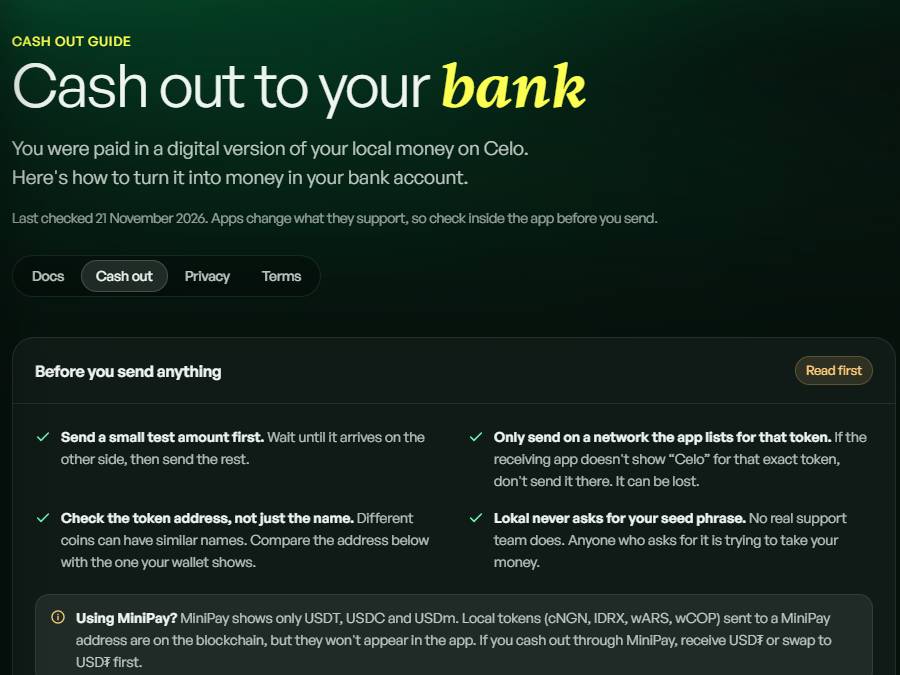 CASH OUT GUIDE
Cash out to your bank
You were paid in a digital version of your local money on Celo.
Here's how to turn it into money in your bank account.
Last checked 21 November 2026. Apps change what they support, so check inside the app before you send.
Docs
Cash out
Privacy
Terms
Before you send anything
Read first
Send a small test amount first. Wait until it arrives on the
other side, then send the rest.
Only send on a network the app lists for that token. If the
receiving app doesn't show “Celo” for that exact token,
don't send it there. It can be lost.
Check the token address, not just the name. Different
coins can have similar names. Compare the address below
with the one your wallet shows.
Lokal never asks for your seed phrase. No real support
team does. Anyone who asks for it is trying to take your
money.
Using MiniPay? MiniPay shows only USDT, USDC and USDm. Local tokens (cNGN, IDRX, wARS, wCOP) sent to a MiniPay
address are on the blockchain, but they won't appear in the app. If you cash out through MiniPay, receive USD₮ or swap to
USD₮ first.